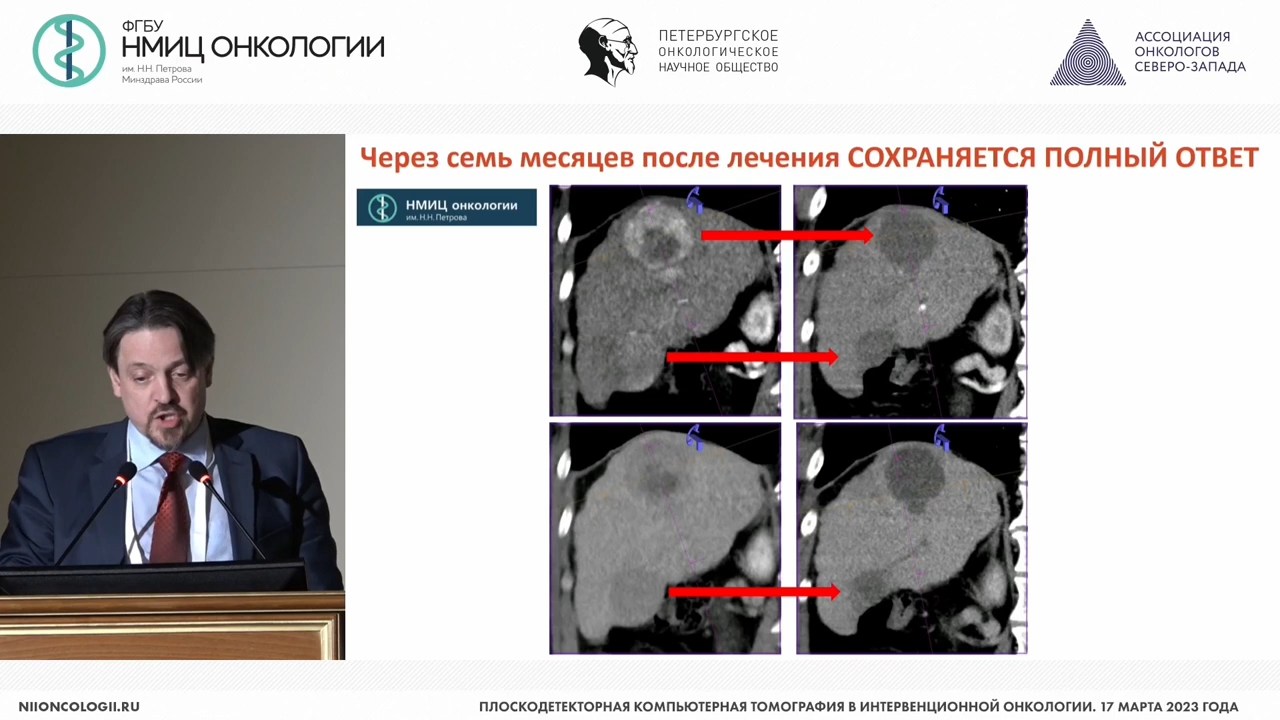 ФГБУ
НМИЦ ОНКОЛОГИИ
им. Н.Н. Петрова
Минздрава России
ПЕТЕРБУРГСКОЕ
ОНКОЛОГИЧЕСКОЕ
НАУЧНОЕ ОБЩЕСТВО
АССОЦИАЦИЯ
ОНКОЛОГОВ
СЕВЕРО-ЗАПАДА
Через семь месяцев после лечения СОХРАНЯЕТСЯ ПОЛНЫЙ ОТВЕТ
НМИЦ онкологии
им. Н.Н. Петрова
NIIONCOLOGII.RU
ПЛОСКОДЕТЕКТОРНАЯ КОМПЬЮТЕРНАЯ ТОМОГРАФИЯ В ИНТЕРВЕНЦИОННОЙ ОНКОЛОГИИ. 17 МАРТА 2023 ГОДА